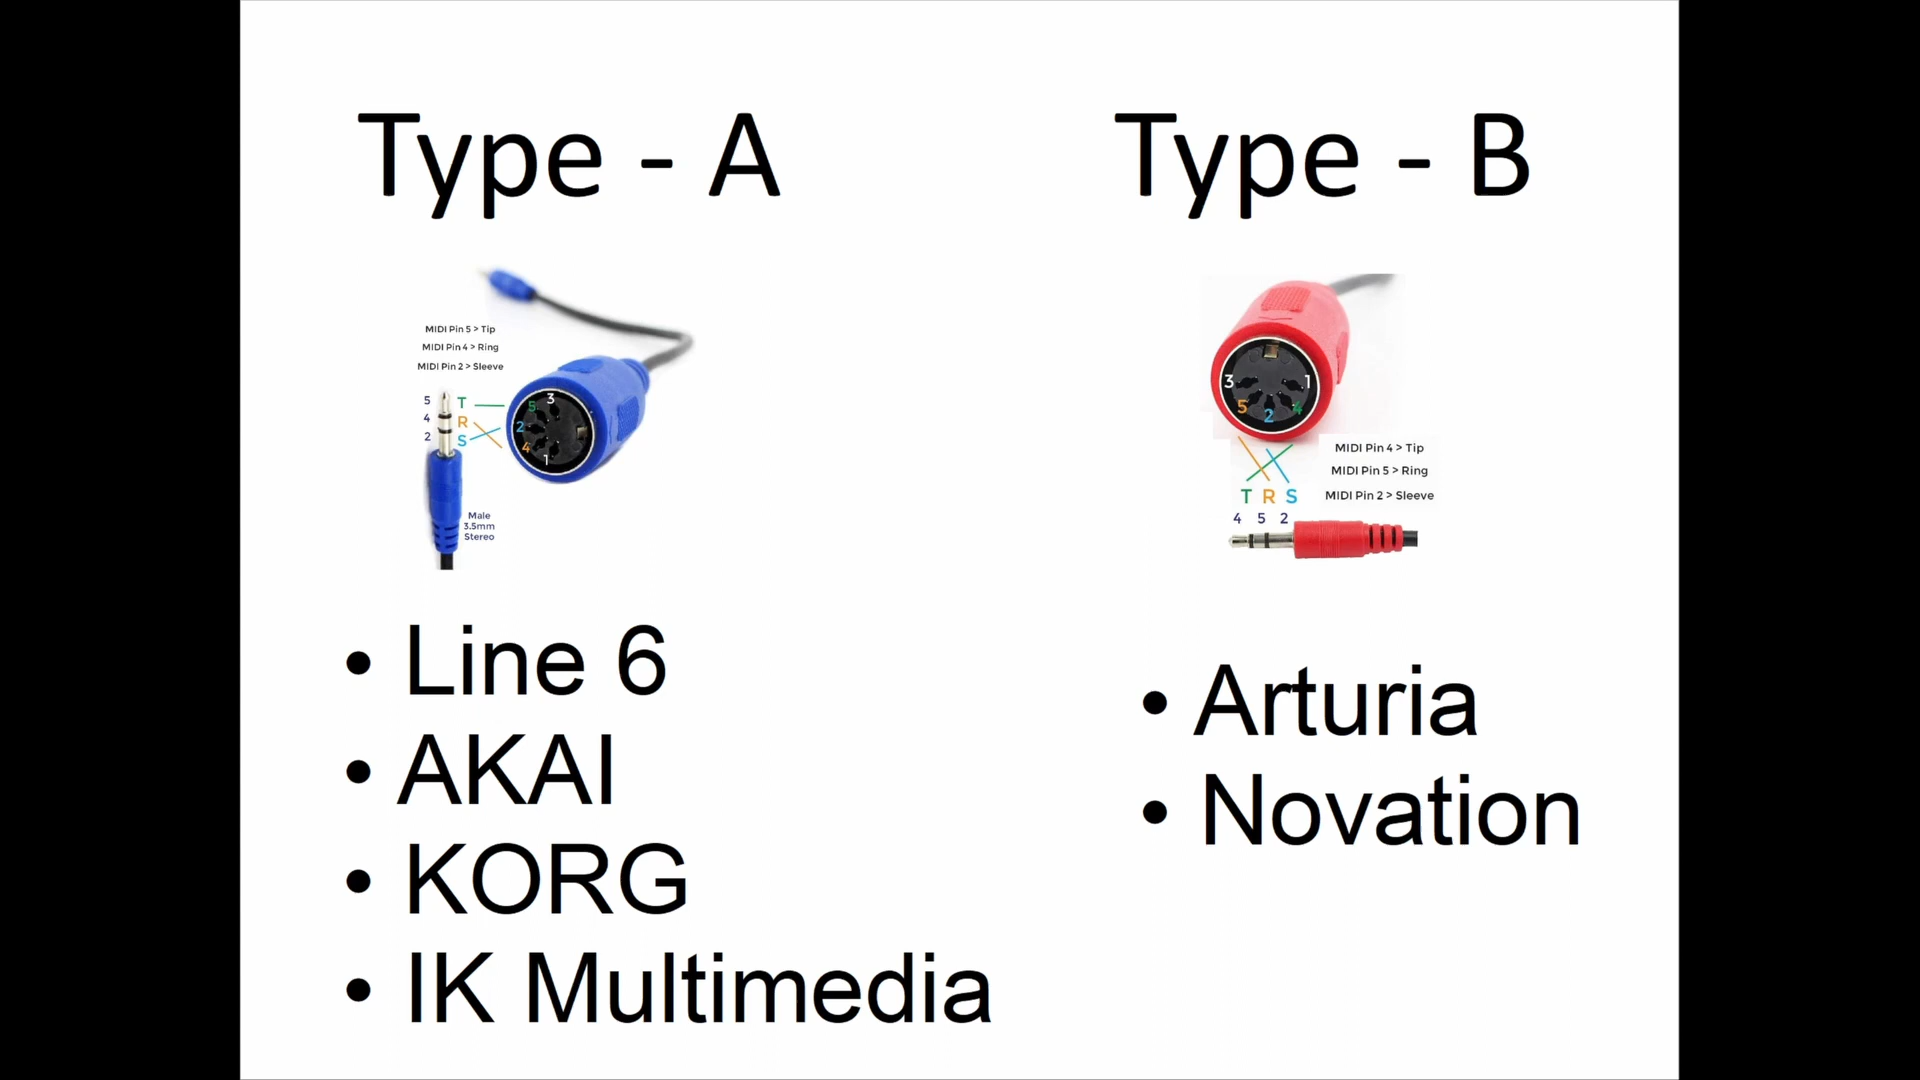 Type - A
MIDI Pin 5 > Tip
MIDI Pin 4 > Ring
MIDI Pin 2 > Sleeve
5 T
4 R
2 S
3
5
2
4
1
Male
3.5mm
Stereo
• Line 6
• AKAI
• KORG
• IK Multimedia
Type - B
3 1
5 2 4
MIDI Pin 4 > Tip
MIDI Pin 5 > Ring
MIDI Pin 2 > Sleeve
T R S
4 5 2
• Arturia
• Novation